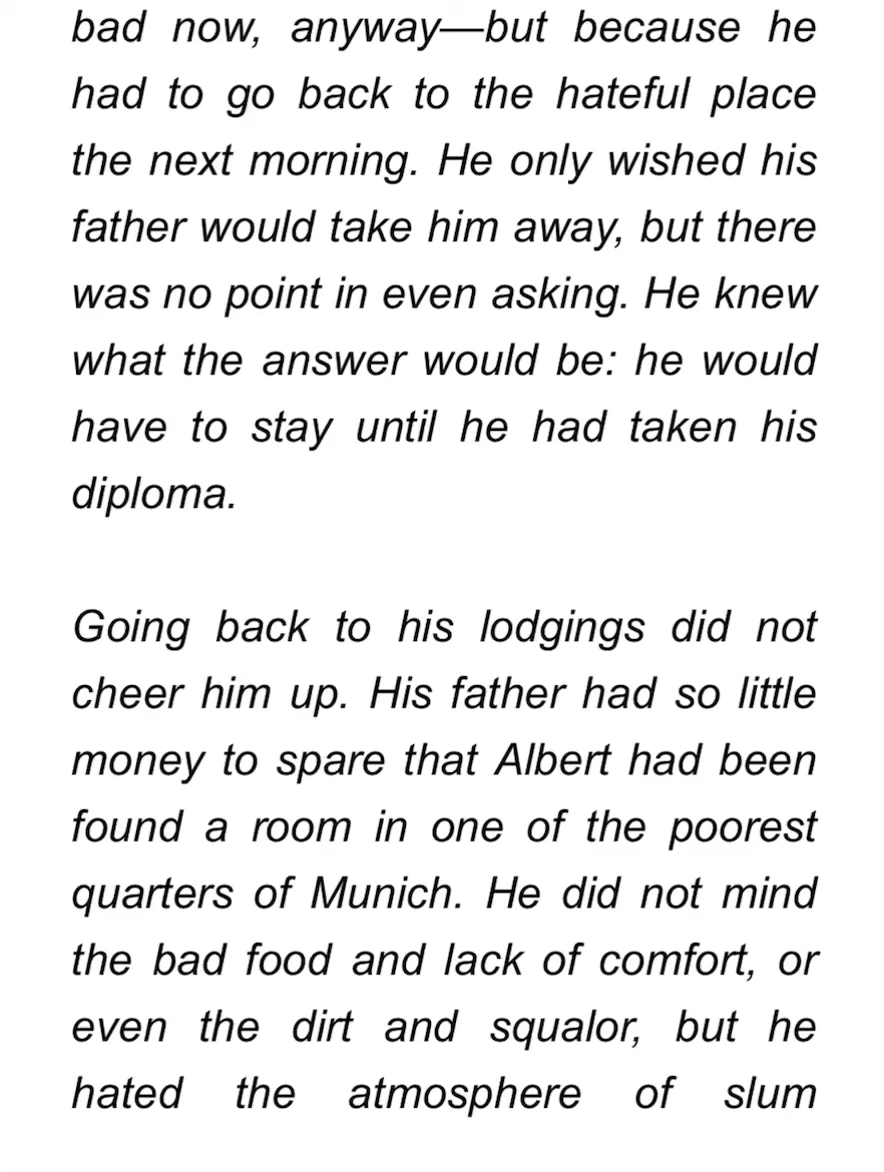 bad now, anyway—but because he
had to go back to the hateful place
the next morning. He only wished his
father would take him away, but there
was no point in even asking. He knew
what the answer would be: he would
have to stay until he had taken his
diploma.
Going back to his lodgings did not
cheer him up. His father had so little
money to spare that Albert had been
found a room in one of the poorest
quarters of Munich. He did not mind
the bad food and lack of comfort, or
even the dirt and squalor, but he
hated the atmosphere of slum